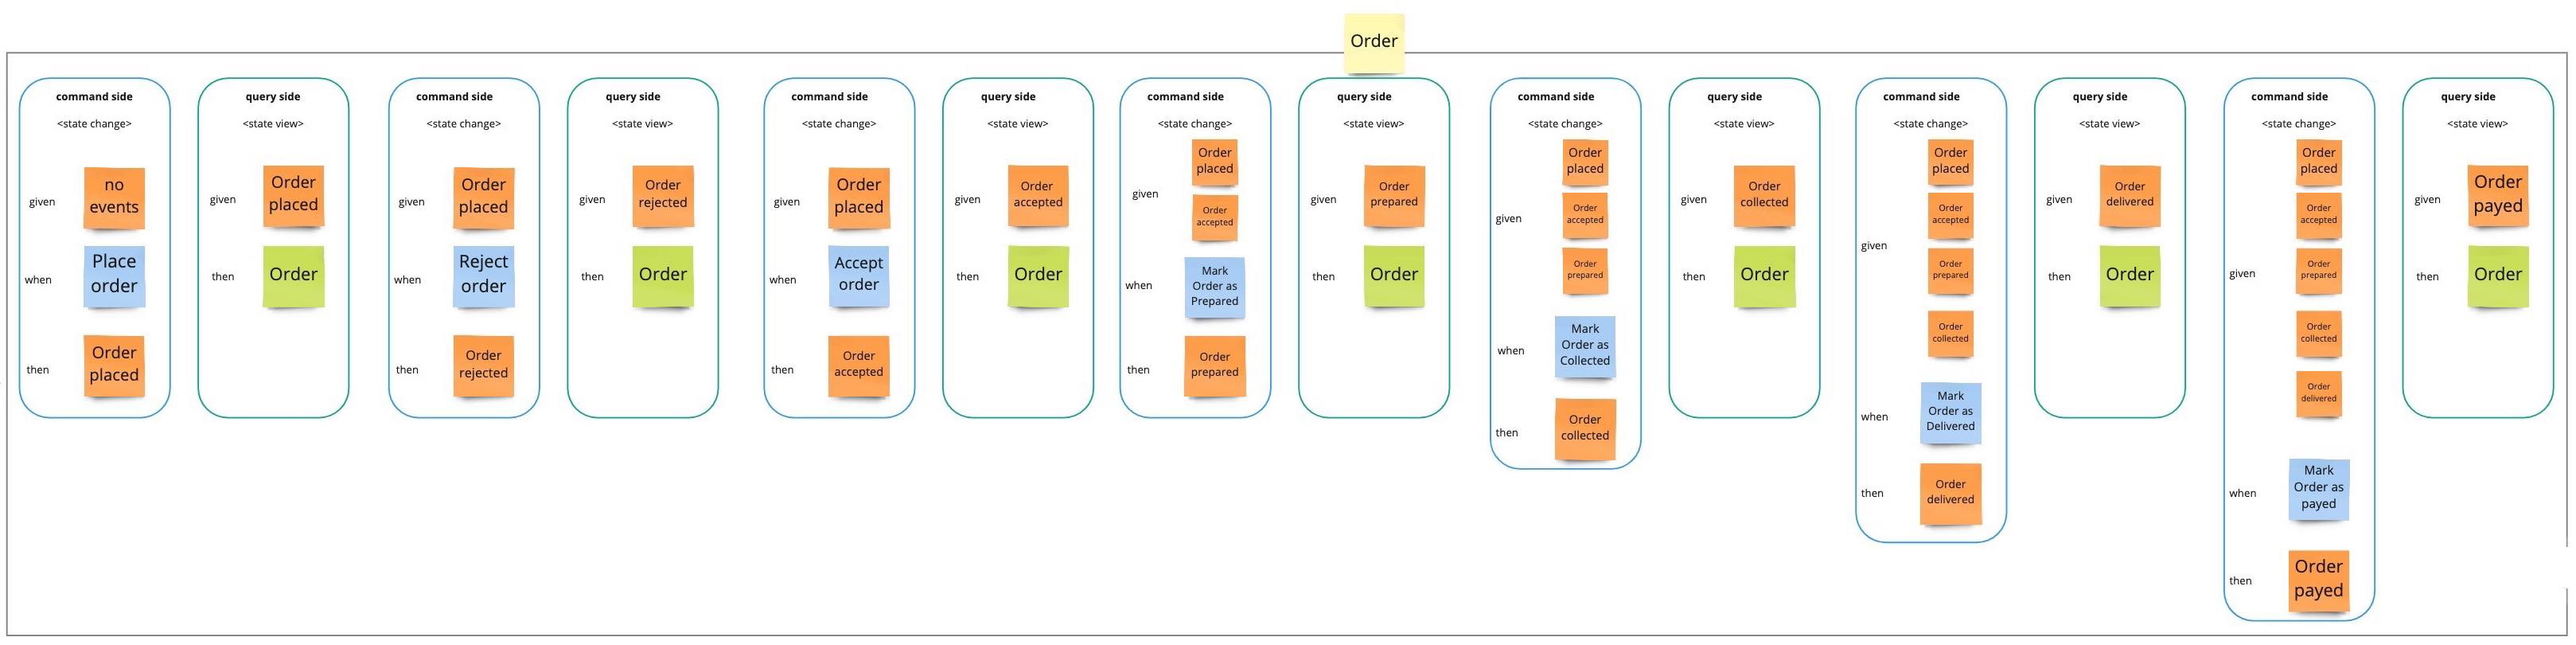 Order
command side
<state change>
given
no
events
when
Place
order
then
Order
placed
query side
<state view>
given
Order
placed
then
Order
command side
<state change>
given
Order
placed
when
Reject
order
then
Order
rejected
query side
<state view>
given
Order
rejected
then
Order
command side
<state change>
given
Order
placed
when
Accept
order
then
Order
accepted
query side
<state view>
given
Order
accepted
then
Order
command side
<state change>
Order
placed
given
Order
accepted
when
Mark
Order as
Prepared
then
Order
prepared
query side
<state view>
given
Order
prepared
then
Order
command side
<state change>
Order
placed
given
Order
accepted
Order
prepared
when
Mark
Order as
Collected
then
Order
collected
query side
<state view>
given
Order
collected
then
Order
command side
<state change>
Order
placed
Order
accepted
given
Order
prepared
Order
collected
when
Mark
Order as
Delivered
then
Order
delivered
query side
<state view>
given
Order
delivered
then
Order
command side
<state change>
Order
placed
Order
accepted
given
Order
prepared
Order
collected
Order
delivered
when
Mark
Order as
payed
then
Order
payed
query side
<state view>
given
Order
payed
then
Order